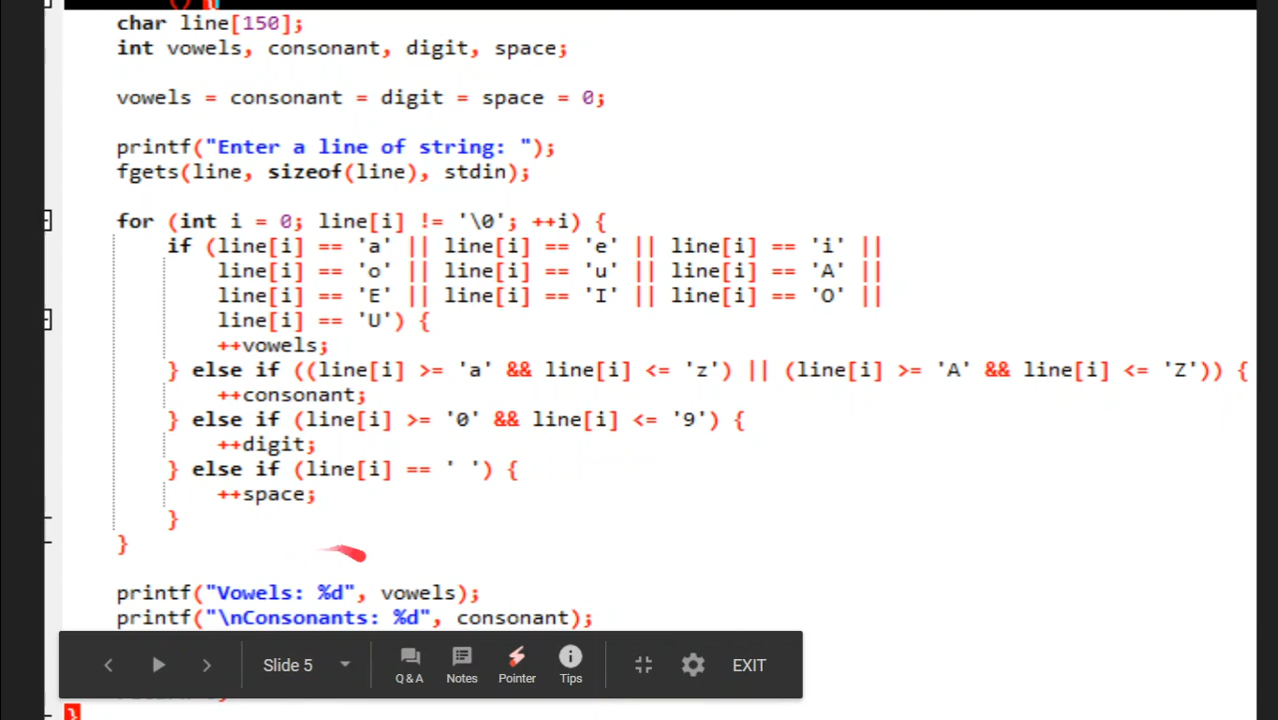 char line[150];
int vowels, consonant, digit, space;
vowels = consonant = digit = space = 0;
printf("Enter a line of string: ");
fgets(line, sizeof(line), stdin);
for (int i = 0; line[i] != '\0'; ++i) {
if (line[i] == 'a' || line[i] == 'e' || line[i] == 'i' ||
line[i] == 'o' || line[i] == 'u' || line[i] == 'A' ||
line[i] == 'E' || line[i] == 'I' || line[i] == 'O' ||
line[i] == 'U') {
++vowels;
} else if ((line[i] >= 'a' && line[i] <= 'z') || (line[i] >= 'A' && line[i] <= 'Z')) {
++consonant;
} else if (line[i] >= '0' && line[i] <= '9') {
++digit;
} else if (line[i] == ' ') {
++space;
}
}
printf("Vowels: %d", vowels);
printf("\nConsonants: %d", consonant);
Slide 5
Q&A
Notes
Pointer
Tips
EXIT
}